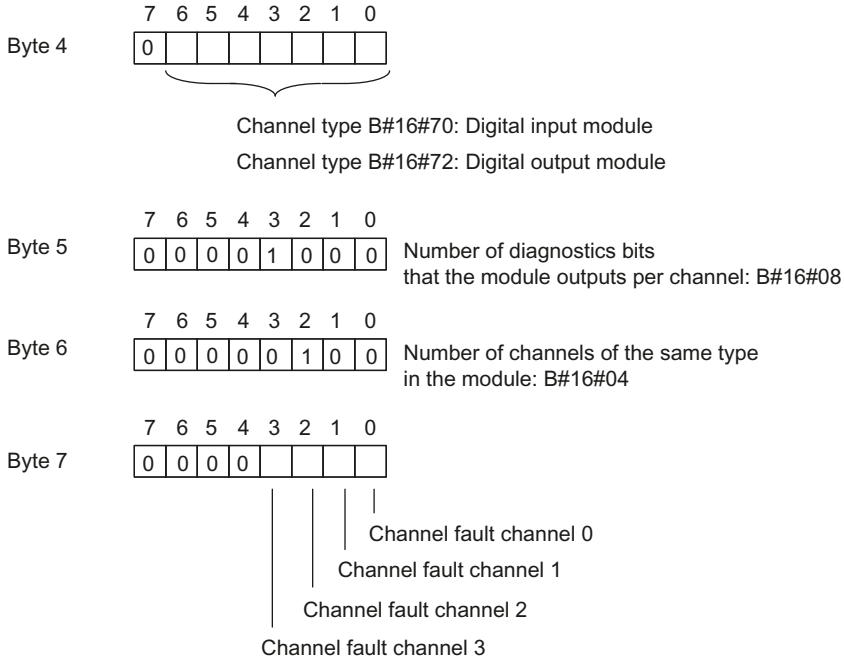 7 6 5 4 3 2 1 0
Byte 4
0
Channel type B#16#70: Digital input module
Channel type B#16#72: Digital output module
7 6 5 4 3 2 1 0
Byte 5
0 0 0 0 1 0 0 0
Number of diagnostics bits
that the module outputs per channel: B#16#08
7 6 5 4 3 2 1 0
Byte 6
0 0 0 0 0 1 0 0
Number of channels of the same type
in the module: B#16#04
7 6 5 4 3 2 1 0
Byte 7
0 0 0 0
Channel fault channel 0
Channel fault channel 1
Channel fault channel 2
Channel fault channel 3